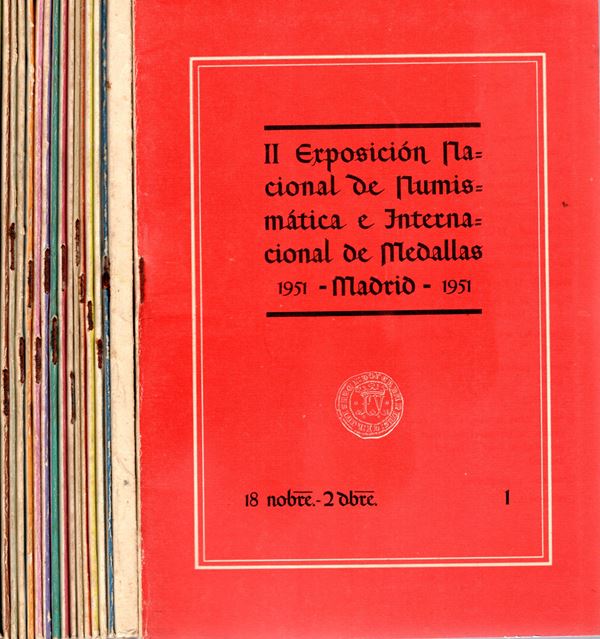 II Exposición Na=
cional de Numis=
mática e Interna=
cional de Medallas
1951 - Madrid - 1951
18 nobre.-2 dbre.
1